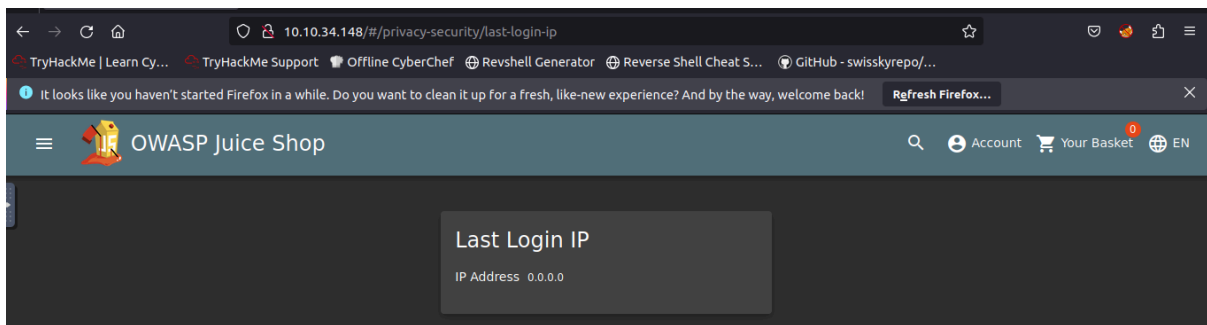 10.10.34.148/#/privacy-security/last-login-ip
TryHackMe | Learn Cy... TryHackMe Support Offline CyberChef Revshell Generator Reverse Shell Cheat S... GitHub - swisskyrepo/...
It looks like you haven't started Firefox in a while. Do you want to clean it up for a fresh, like-new experience? And by the way, welcome back! Refresh Firefox...
OWASP Juice Shop Account Your Basket 0 EN
Last Login IP
IP Address 0.0.0.0